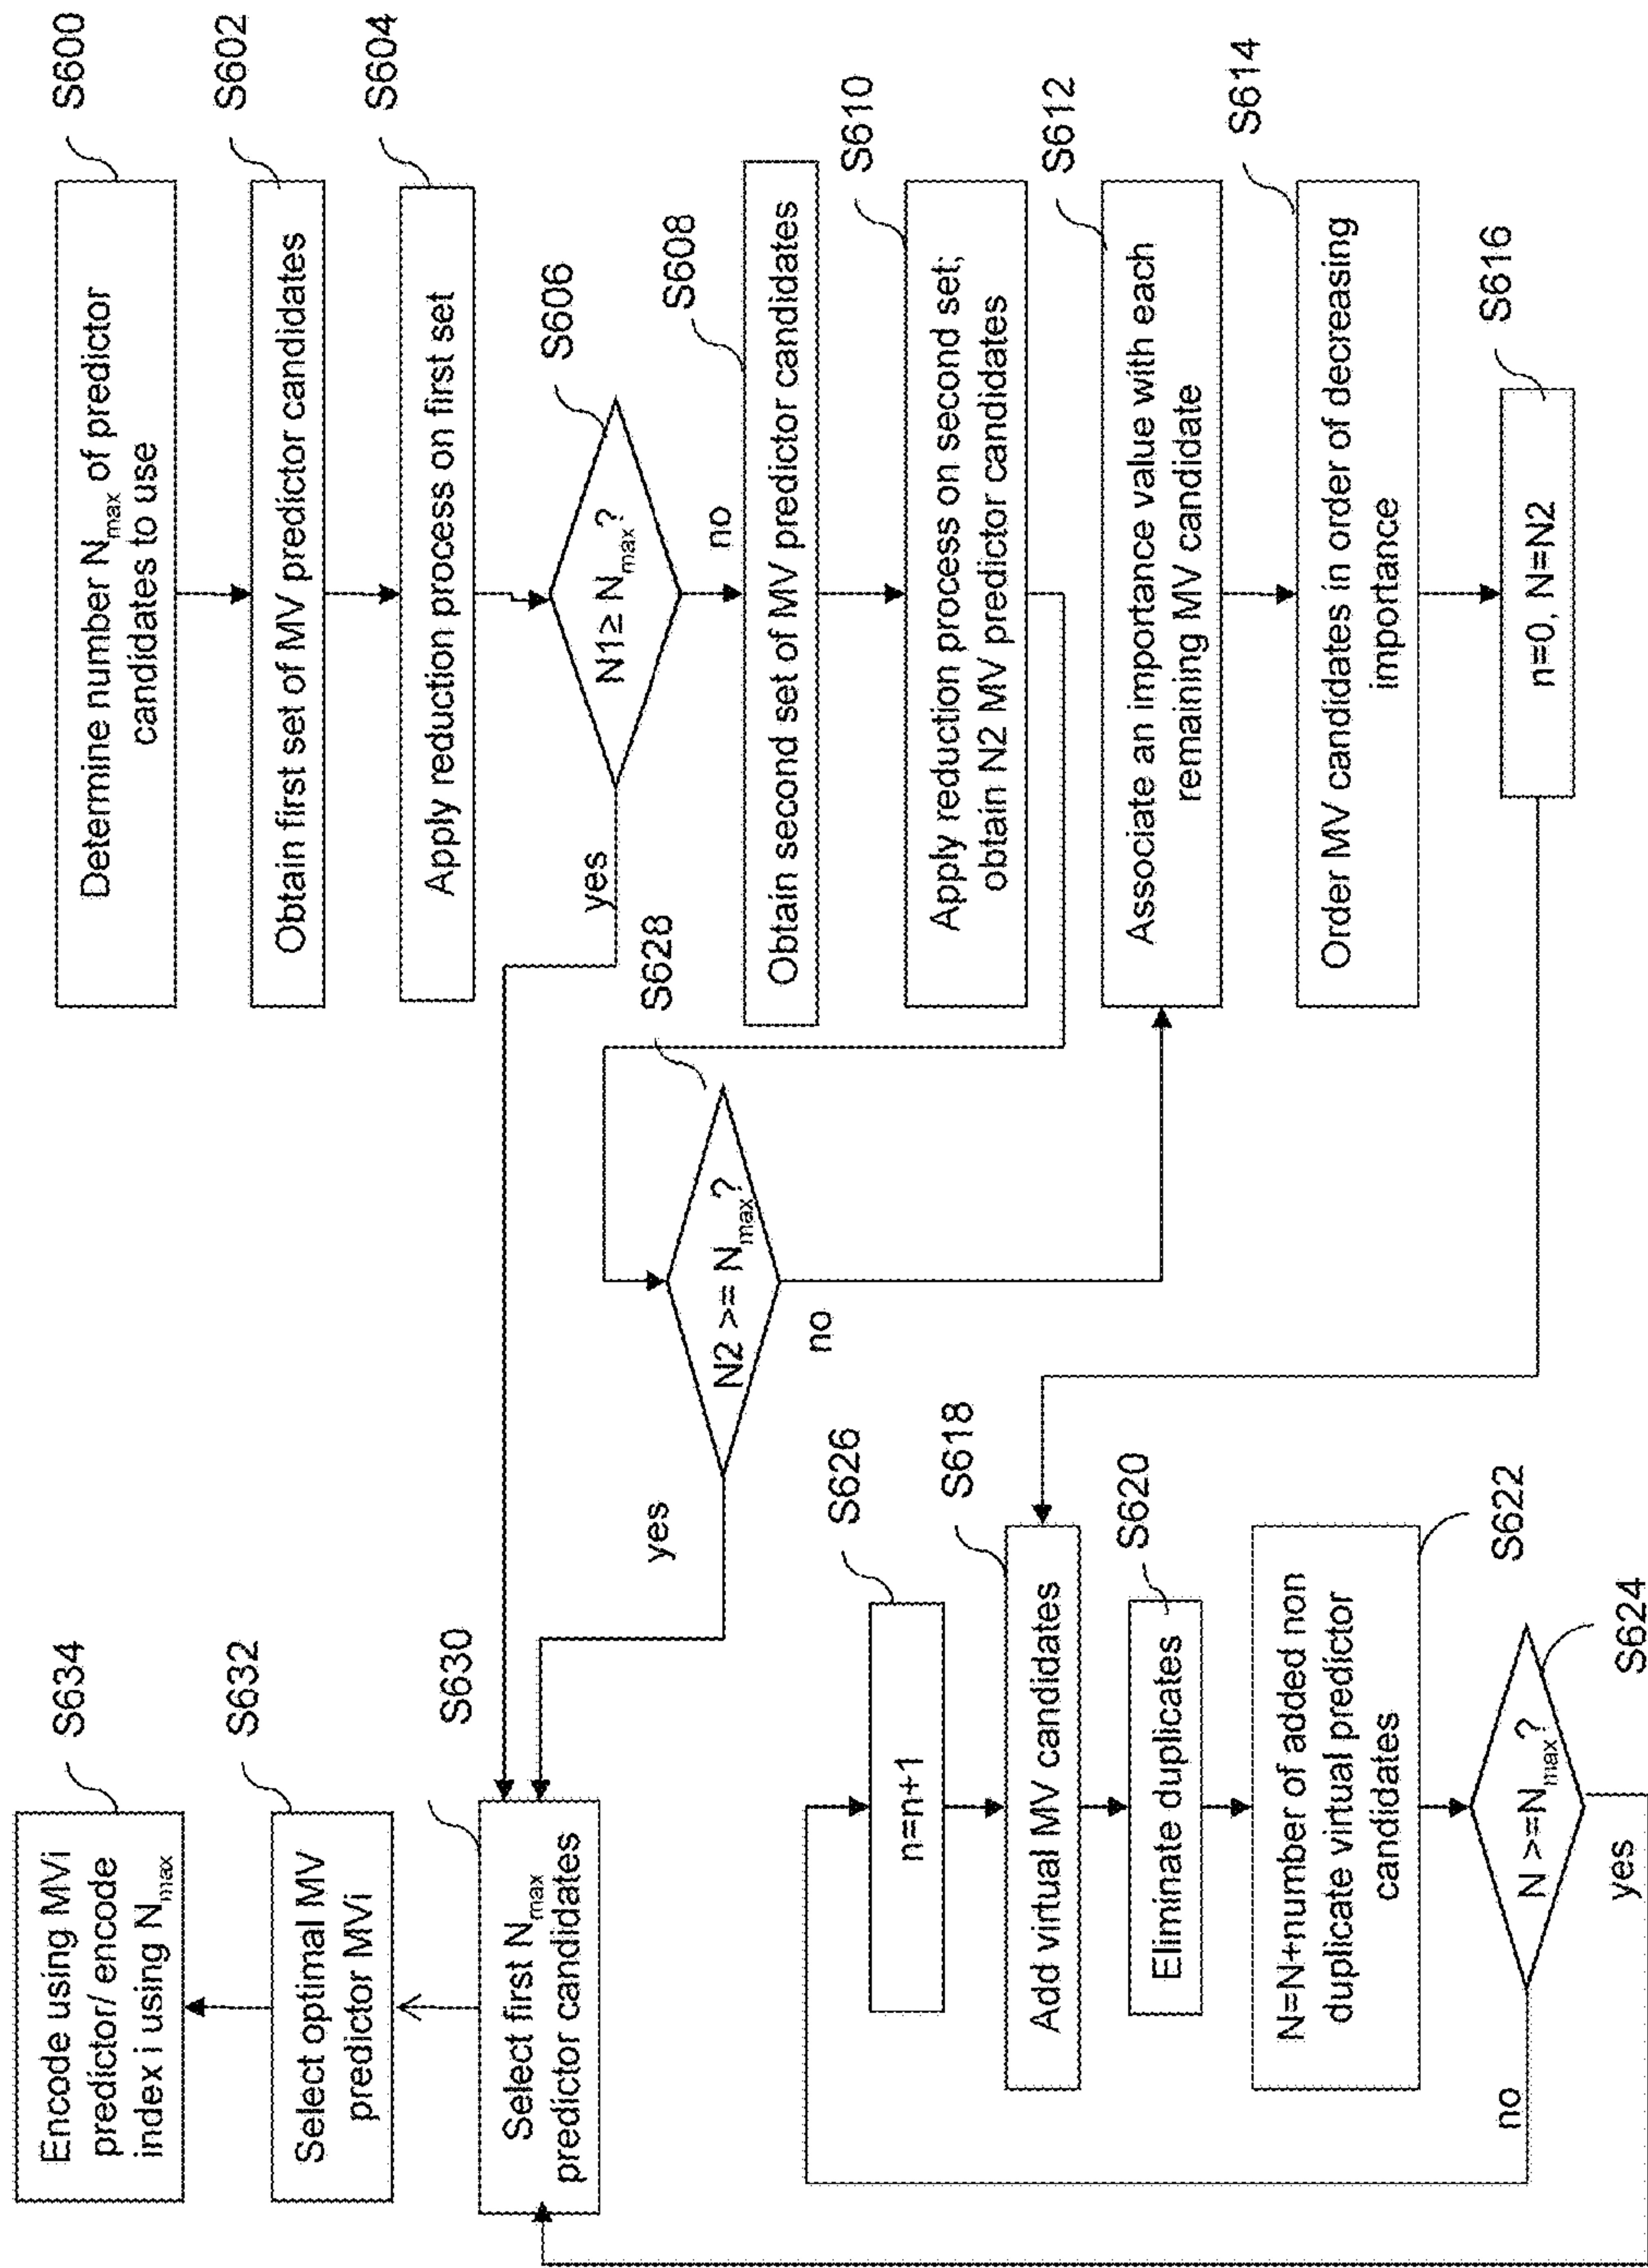 S600
Determine number Nmax of predictor
candidates to use
S602
Obtain first set of MV predictor candidates
S604
Apply reduction process on first set
S606
N1≥ Nmax?
yes
no
S608
Obtain second set of MV predictor candidates
S610
Apply reduction process on second set;
obtain N2 MV predictor candidates
S628
N2 >= Nmax?
yes
no
S612
Associate an importance value with each
remaining MV candidate
S614
Order MV candidates in order of decreasing
importance
S616
n=0, N=N2
S626
n=n+1
S618
Add virtual MV candidates
S620
Eliminate duplicates
S622
N=N+number of added non
duplicate virtual predictor
candidates
S624
N >=Nmax?
no
yes
S630
Select first Nmax
predictor candidates
S632
Select optimal MV
predictor MVi
S634
Encode using MVi
predictor/ encode
index i using Nmax